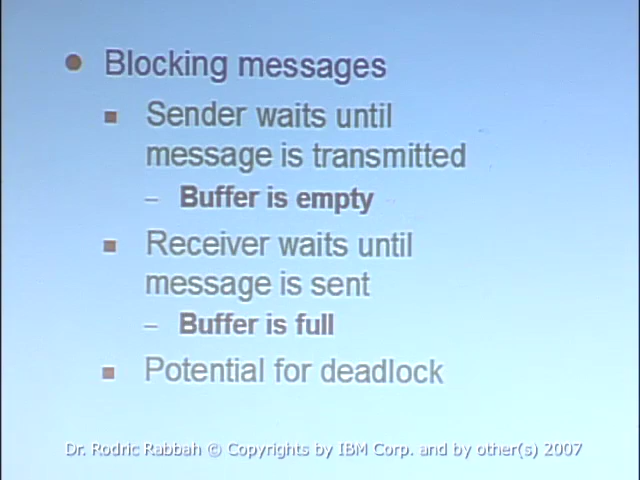 Blocking messages
Sender waits until
message is transmitted
– Buffer is empty
Receiver waits until
message is sent
– Buffer is full
Potential for deadlock
Dr. Rodric Rabbah © Copyrights by IBM Corp. and by other(s) 2007